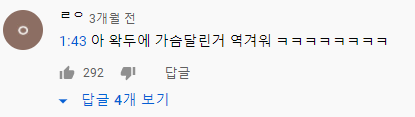 ㄹㅇ 3개월 전
1:43 아 왁두에 가슴달린거 역겨워 ㅋㅋㅋㅋㅋㅋㅋㅋ
292 답글
답글 4개 보기